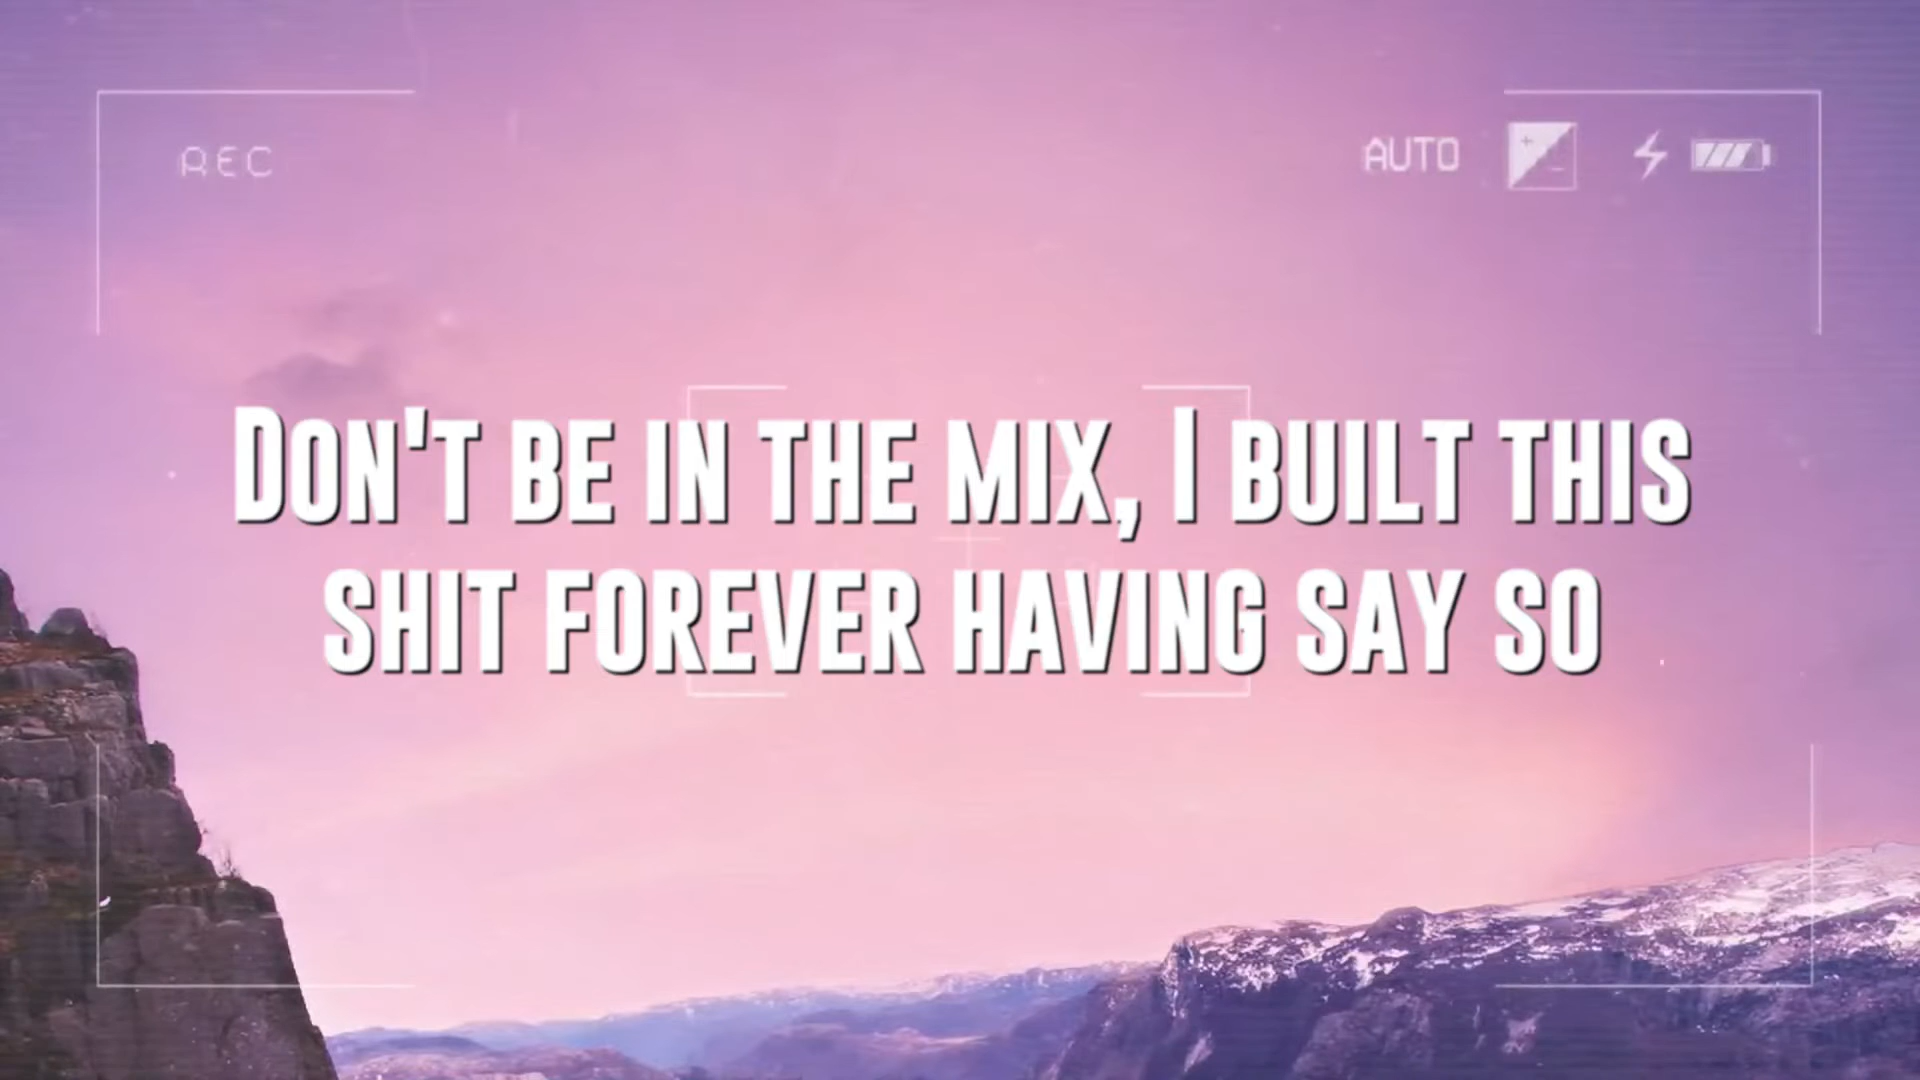 REC
AUTO
DON'T BE IN THE MIX, I BUILT THIS
SHIT FOREVER HAVING SAY SO